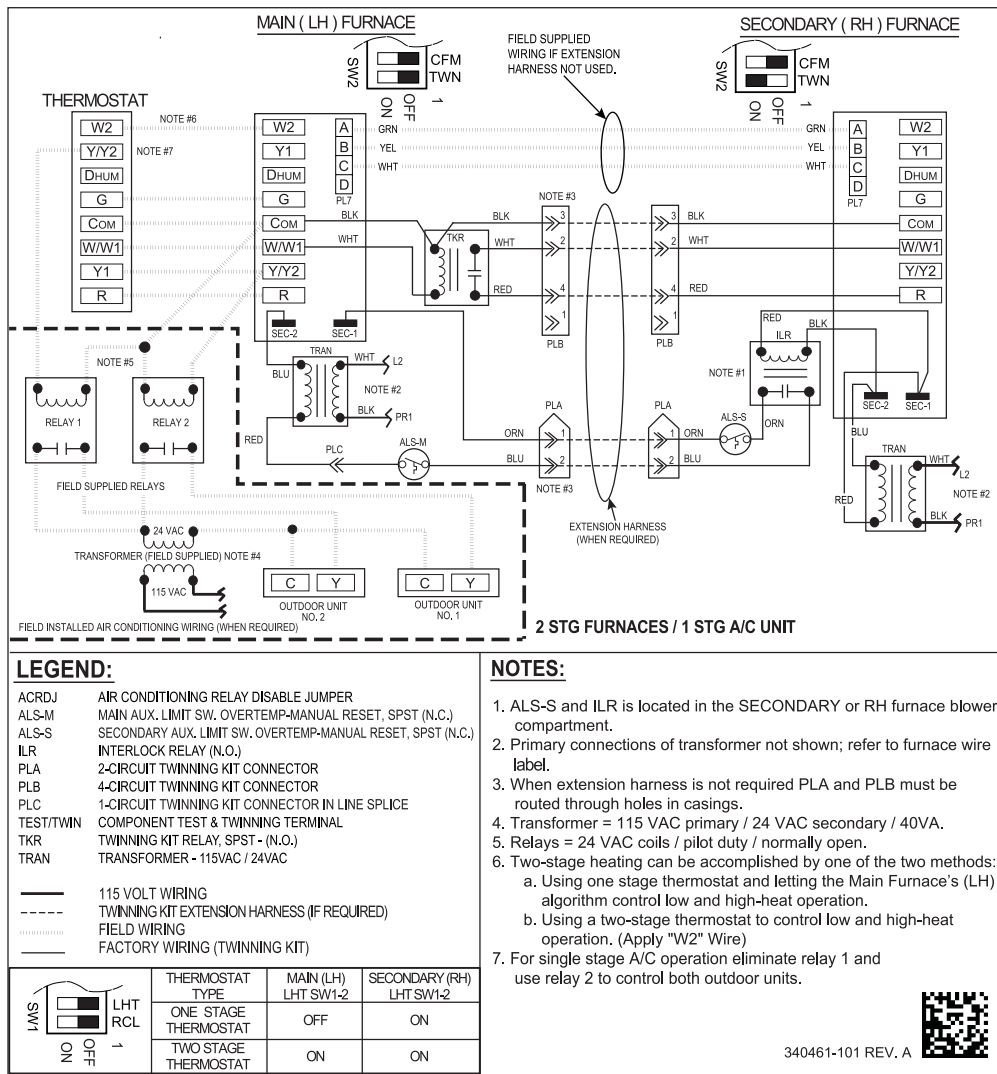 MAIN ( LH ) FURNACE
SECONDARY ( RH ) FURNACE
SW2
CFM
TWN
ON
OFF
1
FIELD SUPPLIED
WIRING IF EXTENSION
HARNESS NOT USED.
SW2
CFM
TWN
ON
OFF
1
THERMOSTAT
W2
Y/Y2
DHUM
G
COM
W/W1
Y1
R
NOTE #6
NOTE #7
W2
Y1
DHUM
G
COM
W/W1
Y/Y2
R
A
B
C
D
PL7
GRN
YEL
WHT
GRN
YEL
WHT
A
B
C
D
PL7
W2
Y1
DHUM
G
COM
W/W1
Y/Y2
R
BLK
WHT
TKR
BLK
WHT
RED
NOTE #3
3
2
4
1
PLB
3
2
4
1
PLB
BLK
WHT
RED
SEC-2
SEC-1
TRAN
BLU
WHT
L2
NOTE #2
BLK
PR1
RED
PLC
ALS-M
ORN
BLU
PLA
1
2
NOTE #3
PLA
1
2
ORN
BLU
ALS-S
ORN
NOTE #1
RED
ILR
BLK
SEC-2
SEC-1
BLU
TRAN
RED
WHT
L2
NOTE #2
BLK
PR1
EXTENSION HARNESS
(WHEN REQUIRED)
NOTE #5
RELAY 1
RELAY 2
FIELD SUPPLIED RELAYS
24 VAC
TRANSFORMER (FIELD SUPPLIED) NOTE #4
115 VAC
C
Y
OUTDOOR UNIT
NO. 2
C
Y
OUTDOOR UNIT
NO. 1
FIELD INSTALLED AIR CONDITIONING WIRING (WHEN REQUIRED)
2 STG FURNACES / 1 STG A/C UNIT
LEGEND:
ACRDJ AIR CONDITIONING RELAY DISABLE JUMPER
ALS-M MAIN AUX. LIMIT SW. OVERTEMP-MANUAL RESET, SPST (N.C.)
ALS-S SECONDARY AUX. LIMIT SW. OVERTEMP-MANUAL RESET, SPST (N.C.)
ILR INTERLOCK RELAY (N.O.)
PLA 2-CIRCUIT TWINNING KIT CONNECTOR
PLB 4-CIRCUIT TWINNING KIT CONNECTOR
PLC 1-CIRCUIT TWINNING KIT CONNECTOR IN LINE SPLICE
TEST/TWIN COMPONENT TEST & TWINNING TERMINAL
TKR TWINNING KIT RELAY, SPST - (N.O.)
TRAN TRANSFORMER - 115VAC / 24VAC
115 VOLT WIRING
TWINNING KIT EXTENSION HARNESS (IF REQUIRED)
FIELD WIRING
FACTORY WIRING (TWINNING KIT)
SW1
LHT
RCL
ON
OFF
1
THERMOSTAT TYPE MAIN (LH) LHT SW1-2 SECONDARY (RH) LHT SW1-2
ONE STAGE THERMOSTAT OFF ON
TWO STAGE THERMOSTAT ON ON
NOTES:
1. ALS-S and ILR is located in the SECONDARY or RH furnace blower
compartment.
2. Primary connections of transformer not shown; refer to furnace wire
label.
3. When extension harness is not required PLA and PLB must be
routed through holes in casings.
4. Transformer = 115 VAC primary / 24 VAC secondary / 40VA.
5. Relays = 24 VAC coils / pilot duty / normally open.
6. Two-stage heating can be accomplished by one of the two methods:
a. Using one stage thermostat and letting the Main Furnace's (LH)
algorithm control low and high-heat operation.
b. Using a two-stage thermostat to control low and high-heat
operation. (Apply "W2" Wire)
7. For single stage A/C operation eliminate relay 1 and
use relay 2 to control both outdoor units.
340461-101 REV. A